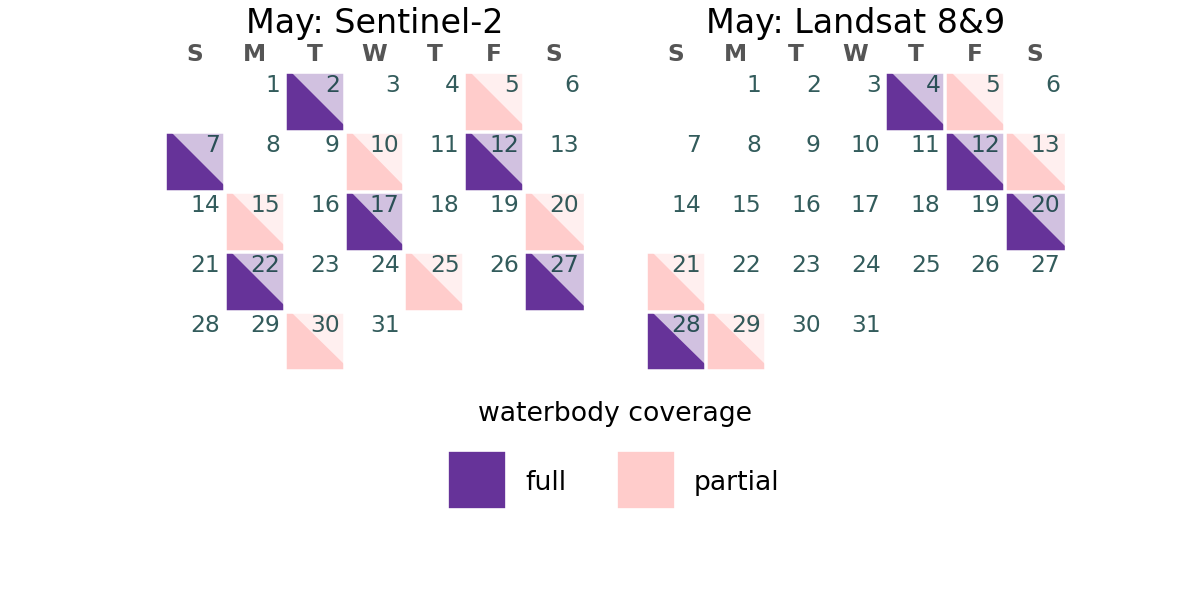 May: Sentinel-2
S M T W T F S
1 2 3 4 5 6
7 8 9 10 11 12 13
14 15 16 17 18 19 20
21 22 23 24 25 26 27
28 29 30 31
May: Landsat 8&9
S M T W T F S
1 2 3 4 5 6
7 8 9 10 11 12 13
14 15 16 17 18 19 20
21 22 23 24 25 26 27
28 29 30 31
waterbody coverage
full partial